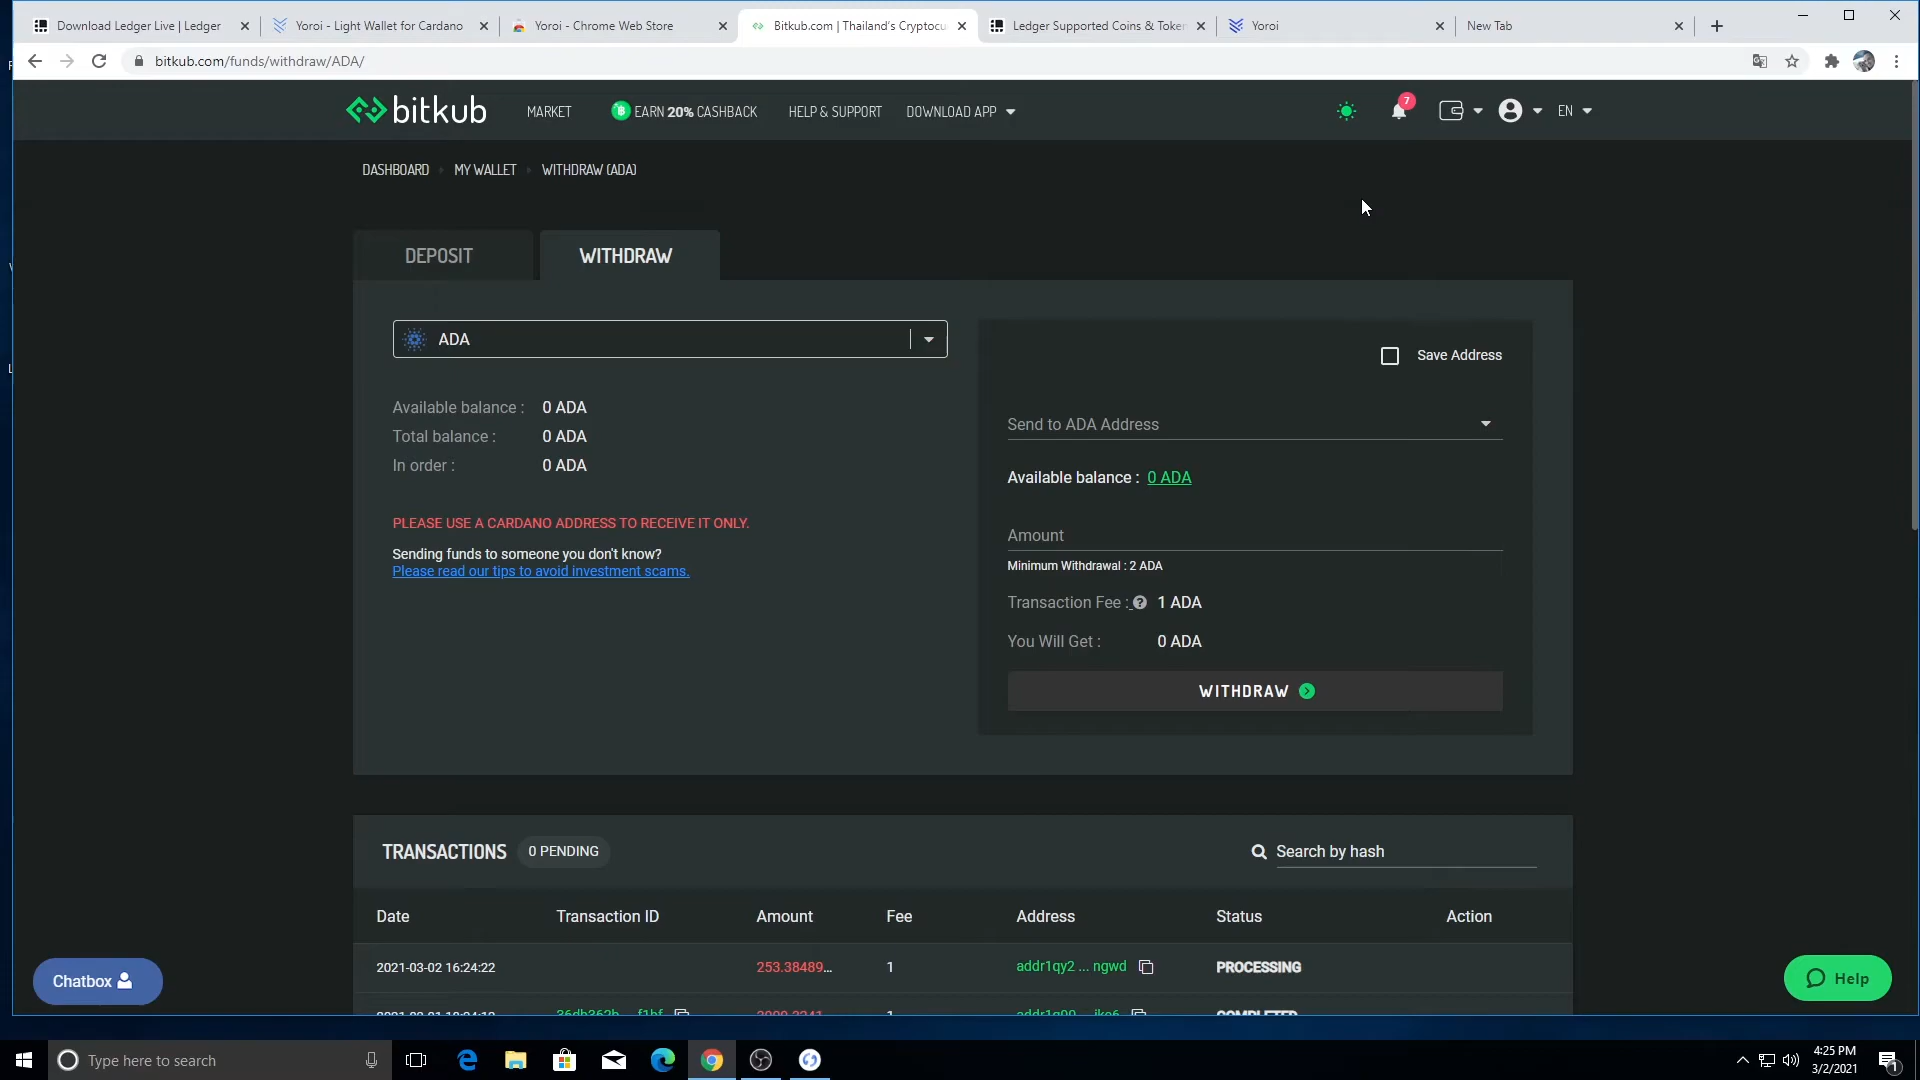 Download Ledger Live | Ledger
Yoroi - Light Wallet for Cardano
Yoroi - Chrome Web Store
Bitkub.com | Thailand's Cryptocu
Ledger Supported Coins & Token
Yoroi
New Tab
bitkub.com/funds/withdraw/ADA/
bitkub
MARKET
EARN 20% CASHBACK
HELP & SUPPORT
DOWNLOAD APP
7
EN
DASHBOARD
MY WALLET
WITHDRAW (ADA)
DEPOSIT
WITHDRAW
ADA
Available balance : 0 ADA
Total balance : 0 ADA
In order : 0 ADA
PLEASE USE A CARDANO ADDRESS TO RECEIVE IT ONLY.
Sending funds to someone you don't know?
Please read our tips to avoid investment scams.
Save Address
Send to ADA Address
Available balance : 0 ADA
Amount
Minimum Withdrawal : 2 ADA
Transaction Fee : ? 1 ADA
You Will Get : 0 ADA
WITHDRAW
TRANSACTIONS 0 PENDING
Search by hash
Date Transaction ID Amount Fee Address Status Action
2021-03-02 16:24:22 253.38489... 1 addr1qy2 ... ngwd PROCESSING
COMPLETED
Chatbox
Help
Type here to search
4:25 PM
3/2/2021
1